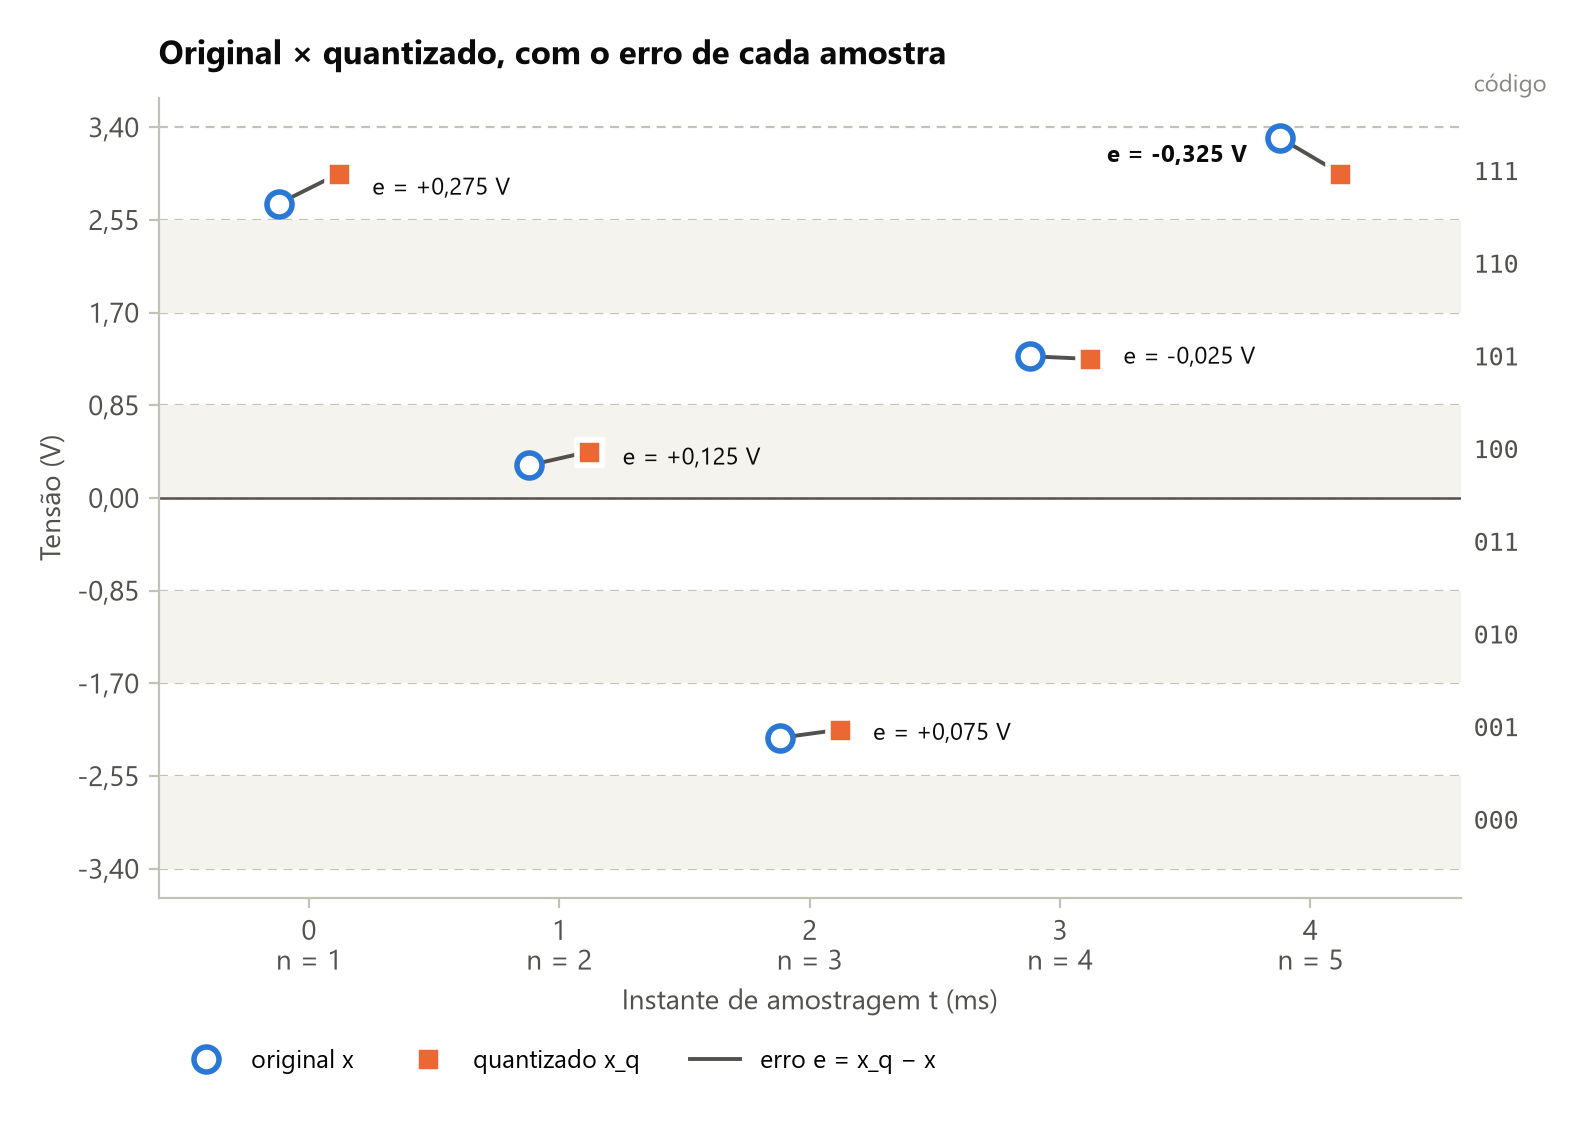 Original × quantizado, com o erro de cada amostra
código
3,40
e = -0,325 V
111
e = +0,275 V
2,55
110
1,70
e = -0,025 V
101
0,85
100
e = +0,125 V
Tensão (V)
0,00
011
-0,85
010
-1,70
e = +0,075 V
001
-2,55
000
-3,40
0 1 2 3 4
n = 1 n = 2 n = 3 n = 4 n = 5
Instante de amostragem t (ms)
original x quantizado x_q erro e = x_q − x